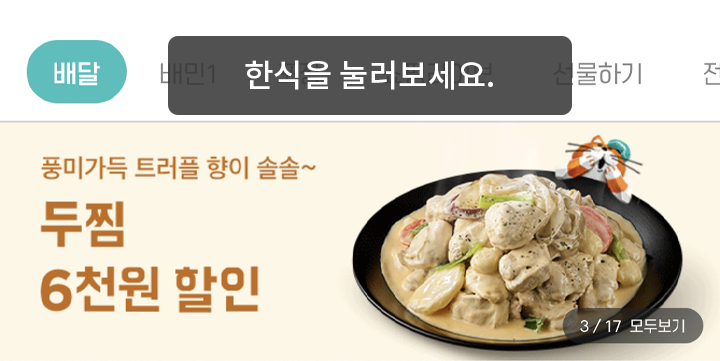 배달 배민1 선물하기 전
한식을 눌러보세요.
풍미가득 트러플 향이 솔솔~
두찜
6천원 할인
3 / 17 모두보기